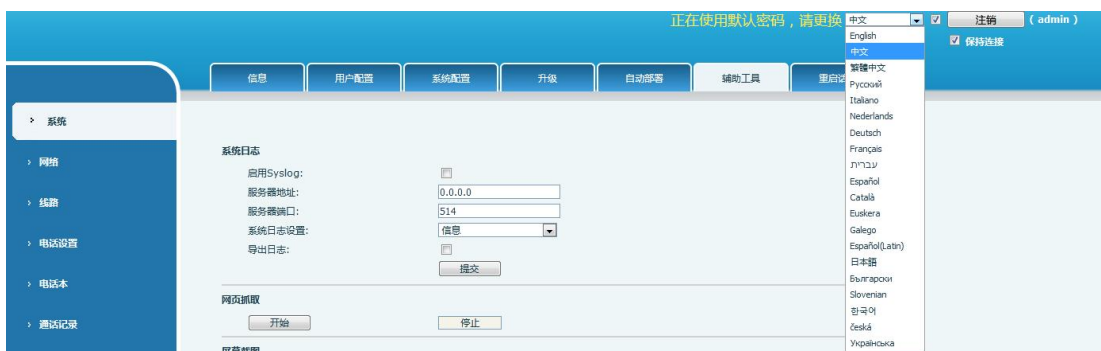 正在使用默认密码，请更换 中文 注销 ( admin )
保持连接
English
中文
繁體中文
Русский
Italiano
Nederlands
Deutsch
Français
עברית
Español
Català
Euskera
Galego
Español(Latin)
日本語
Български
Slovenian
한국어
česká
Українська
信息 用户配置 系统配置 升级 自动部署 辅助工具 重启
系统
网络
线路
电话设置
电话本
通话记录
系统日志
启用Syslog:
服务器地址: 0.0.0.0
服务器端口: 514
系统日志设置: 信息
导出日志:
提交
网页抓取
开始 停止
屏幕截图